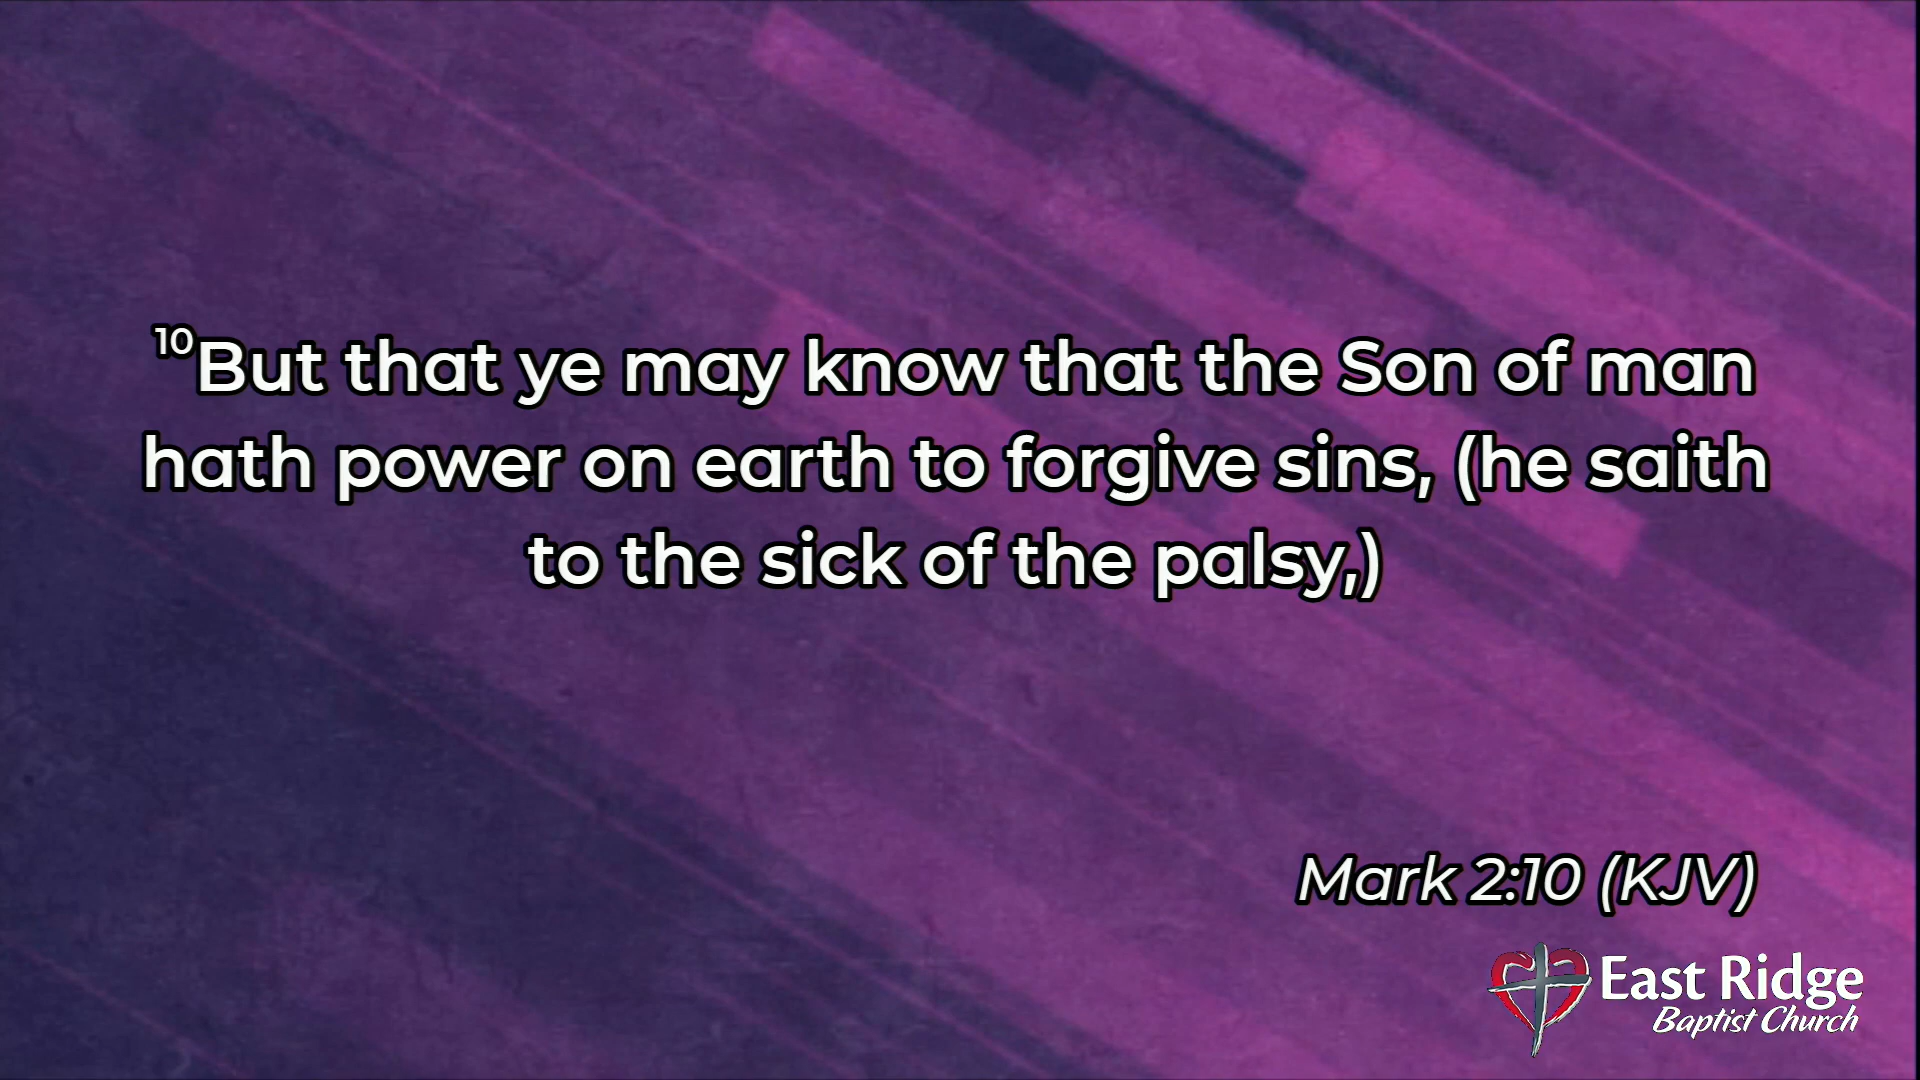 ¹⁰But that ye may know that the Son of man
hath power on earth to forgive sins, (he saith
to the sick of the palsy,)
Mark 2:10 (KJV)
East Ridge
Baptist Church